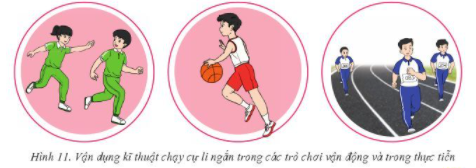 Hình 11. Vận dụng kĩ thuật chạy cự li ngắn trong các trò chơi vận động và trong thực tiễn